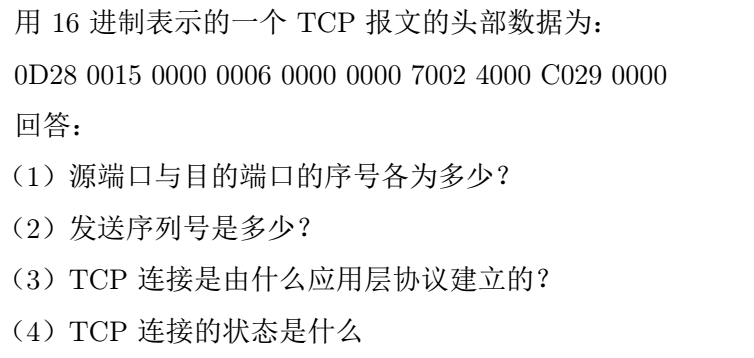 用 16 进制表示的一个 TCP 报文的头部数据为：
0D28 0015 0000 0006 0000 0000 7002 4000 C029 0000
回答：
（1）源端口与目的端口的序号各为多少？
（2）发送序列号是多少？
（3）TCP 连接是由什么应用层协议建立的？
（4）TCP 连接的状态是什么